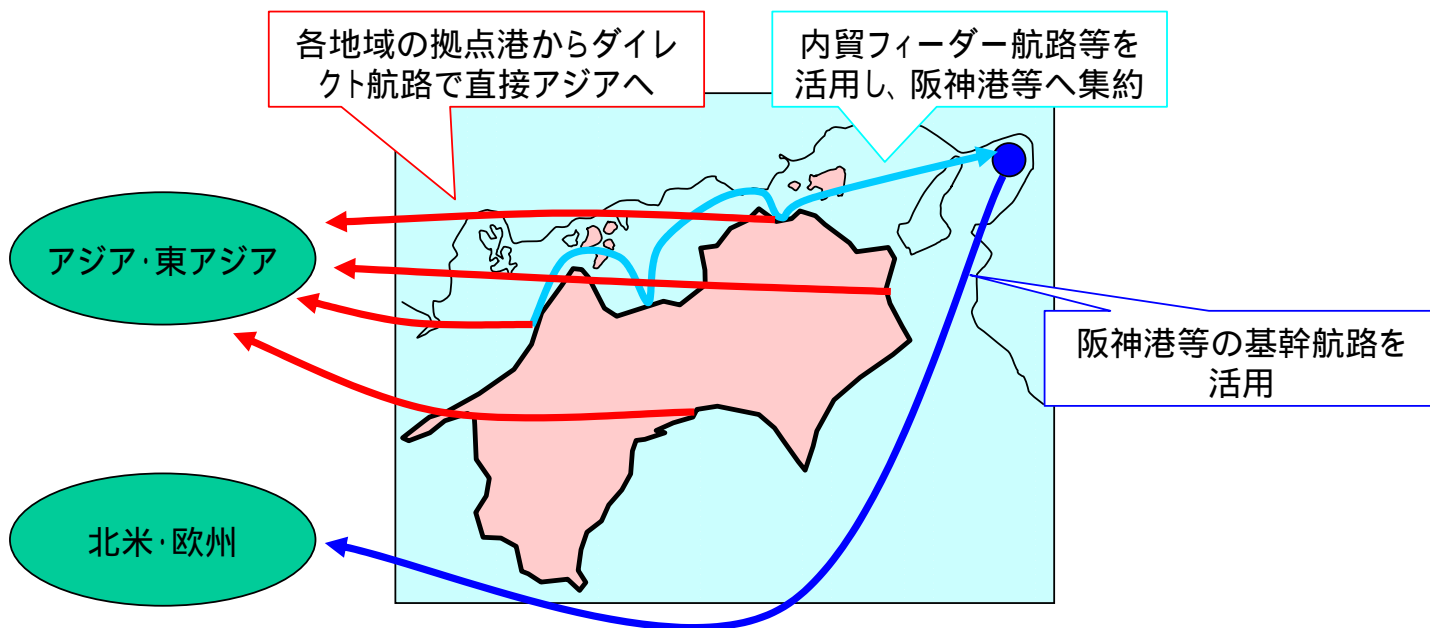 各地域の拠点港からダイレ
クト航路で直接アジアへ
内貿フィーダー航路等を
活用し、阪神港等へ集約
アジア・東アジア
阪神港等の基幹航路を
活用
北米・欧州